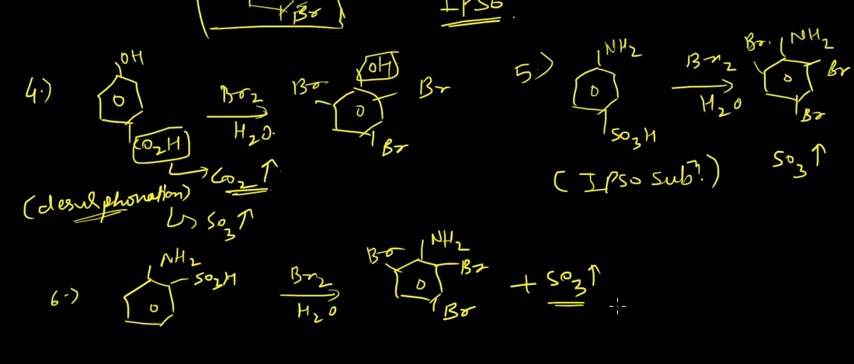 Br
IPSO
4.)
OH
CO2H
Br2
H2O
OH
Br
Br
Br
CO2↑
(desulphonation)
↳ SO3↑
5)
NH2
SO3H
Br2
H2O
Br
NH2
Br
Br
(IPSO subⁿ)
SO3↑
6.)
NH2
SO3H
Br2
H2O
Br
NH2
Br
Br
+ SO3↑